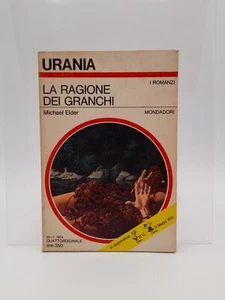 URANIA
I ROMANZI
LA RAGIONE
DEI GRANCHI
Michael Elder
MONDADORI
QUATTORDICINALE
lire 350